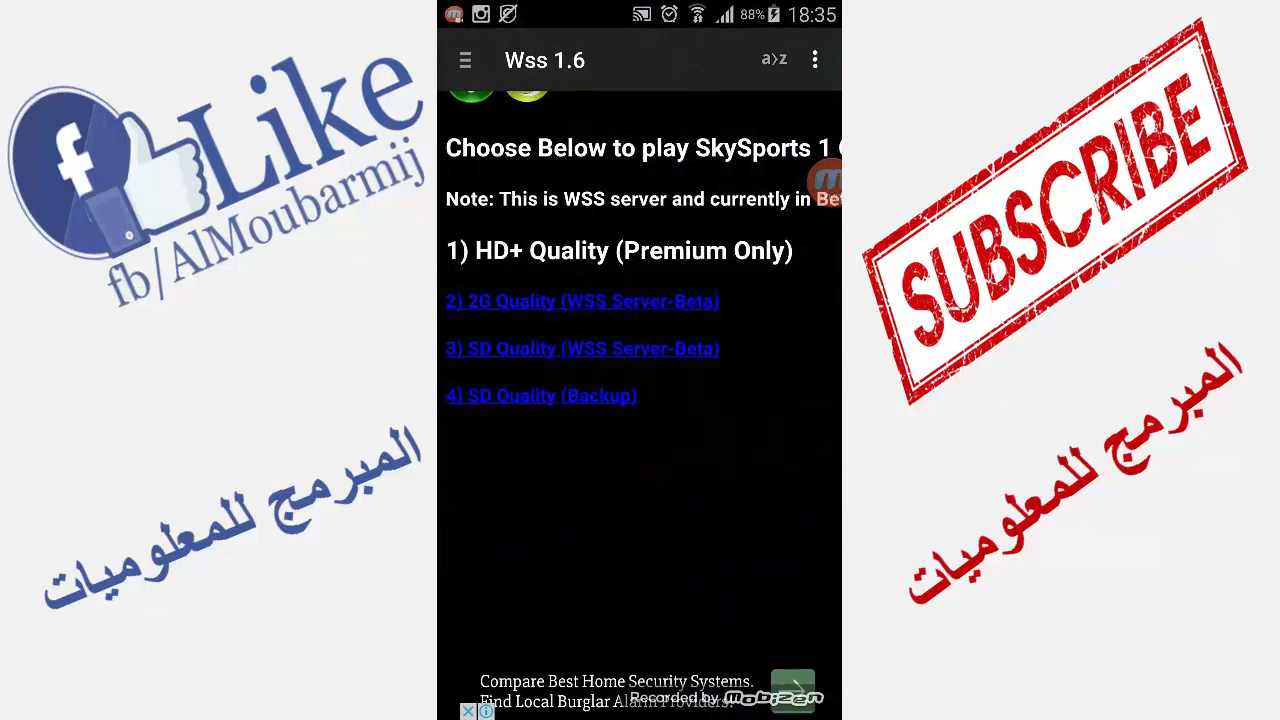 Like
fb/AlMoubarmij
المبرمج للمعلوميات
88% 18:35
Wss 1.6
a›z
Choose Below to play SkySports 1
Note: This is WSS server and currently in Bet
1) HD+ Quality (Premium Only)
2) 2G Quality (WSS Server-Beta)
3) SD Quality (WSS Server-Beta)
4) SD Quality (Backup)
Compare Best Home Security Systems.
Find Local Burglar Alarm Providers!
Recorded by Mobizen
SUBSCRIBE
المبرمج للمعلوميات